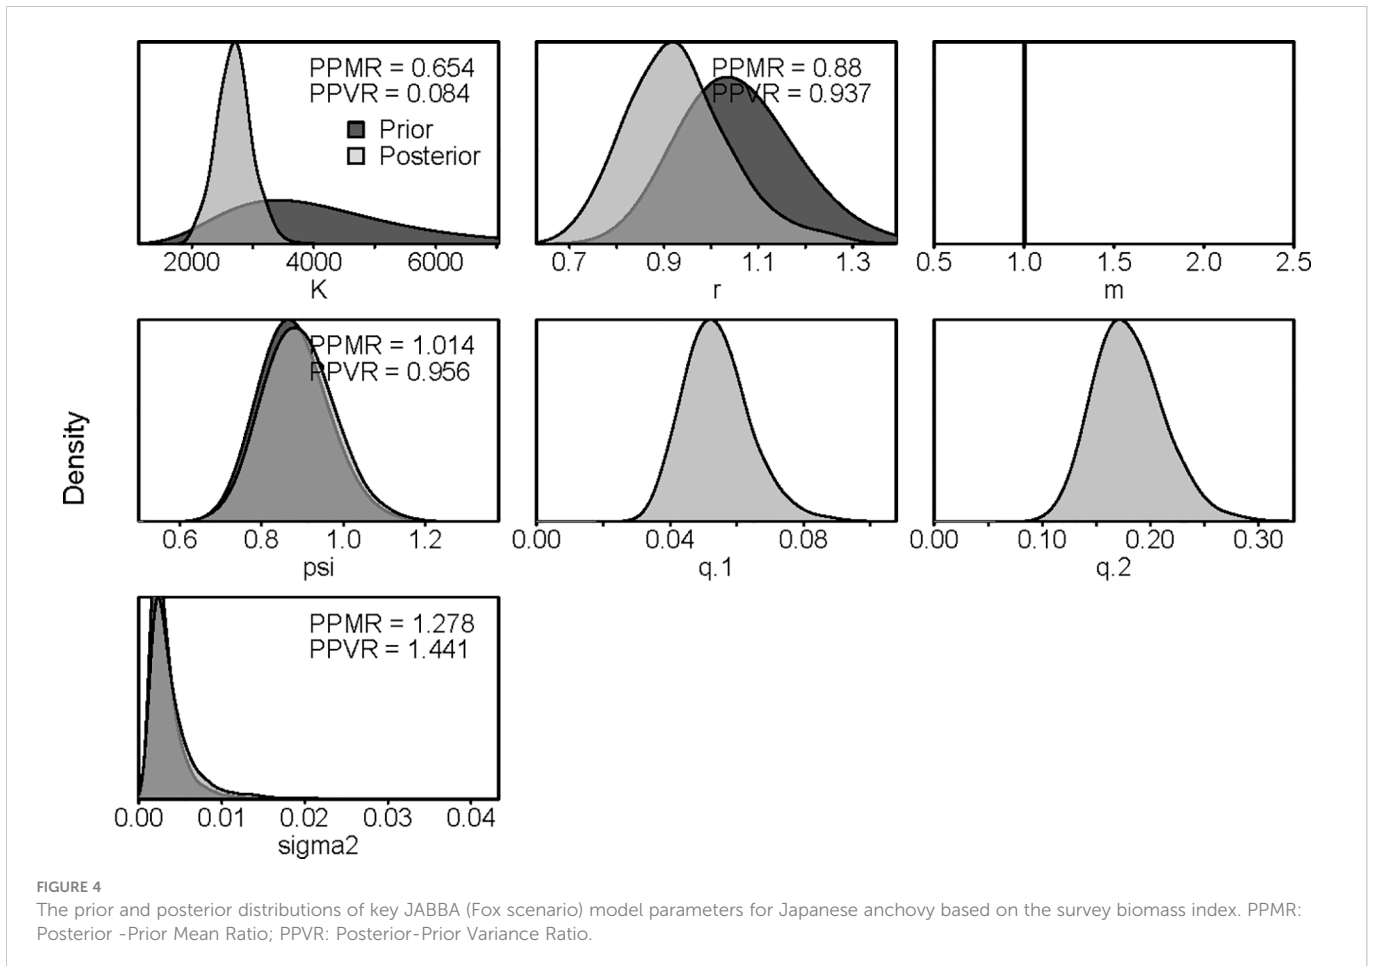 PPMR = 0.654
PPVR = 0.084
Prior
Posterior
2000 4000 6000
K
PPMR = 0.88
PPVR = 0.937
0.7 0.9 1.1 1.3
r
0.5 1.0 1.5 2.0 2.5
m
Density
PPMR = 1.014
PPVR = 0.956
0.6 0.8 1.0 1.2
psi
0.00 0.04 0.08
q.1
0.00 0.10 0.20 0.30
q.2
PPMR = 1.278
PPVR = 1.441
0.00 0.01 0.02 0.03 0.04
sigma2
FIGURE 4
The prior and posterior distributions of key JABBA (Fox scenario) model parameters for Japanese anchovy based on the survey biomass index. PPMR:
Posterior -Prior Mean Ratio; PPVR: Posterior-Prior Variance Ratio.